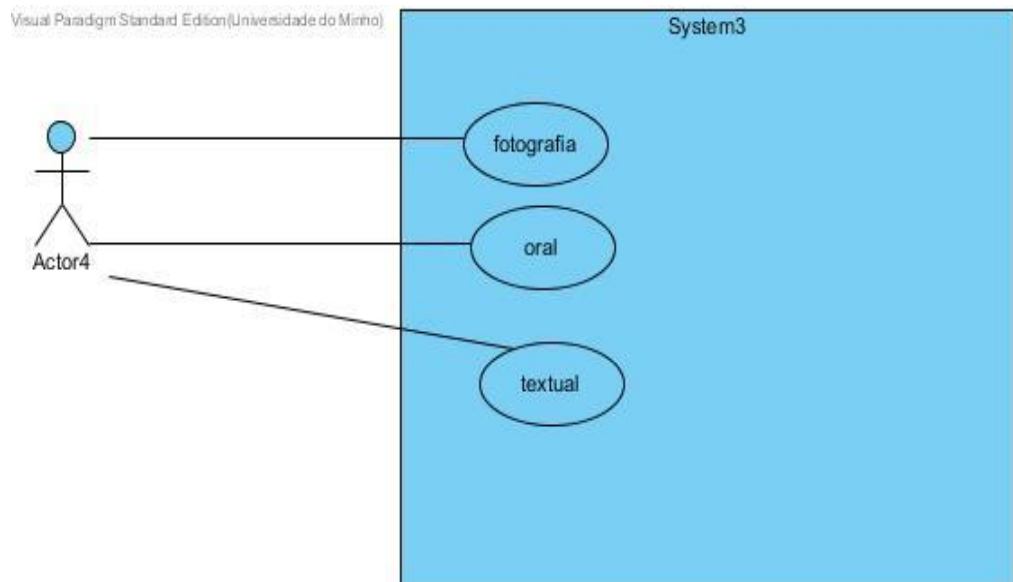 Visual Paradigm Standard Edition(Universidade do Minho)
System3
fotografia
oral
Actor4
textual